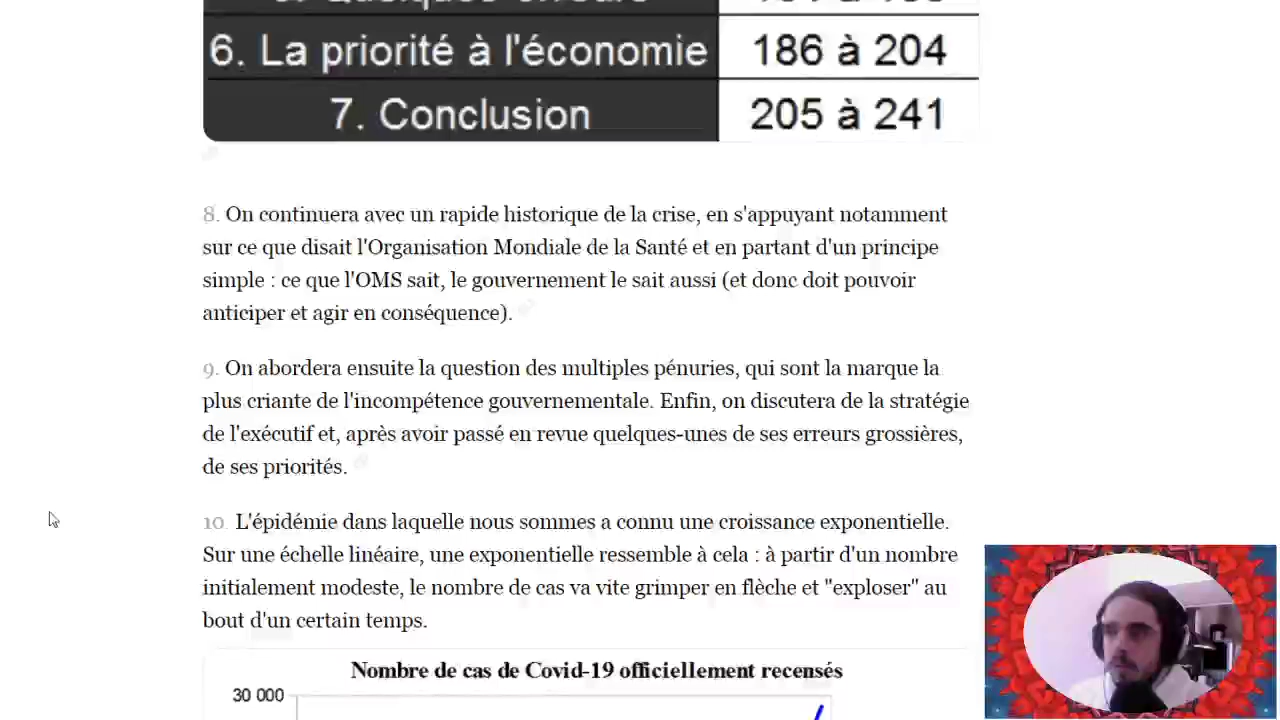 6. La priorité à l'économie 186 à 204
7. Conclusion 205 à 241
8. On continuera avec un rapide historique de la crise, en s'appuyant notamment
sur ce que disait l'Organisation Mondiale de la Santé et en partant d'un principe
simple : ce que l'OMS sait, le gouvernement le sait aussi (et donc doit pouvoir
anticiper et agir en conséquence).
9. On abordera ensuite la question des multiples pénuries, qui sont la marque la
plus criante de l'incompétence gouvernementale. Enfin, on discutera de la stratégie
de l'exécutif et, après avoir passé en revue quelques-unes de ses erreurs grossières,
de ses priorités.
10. L'épidémie dans laquelle nous sommes a connu une croissance exponentielle.
Sur une échelle linéaire, une exponentielle ressemble à cela : à partir d'un nombre
initialement modeste, le nombre de cas va vite grimper en flèche et "exploser" au
bout d'un certain temps.
Nombre de cas de Covid-19 officiellement recensés
30 000